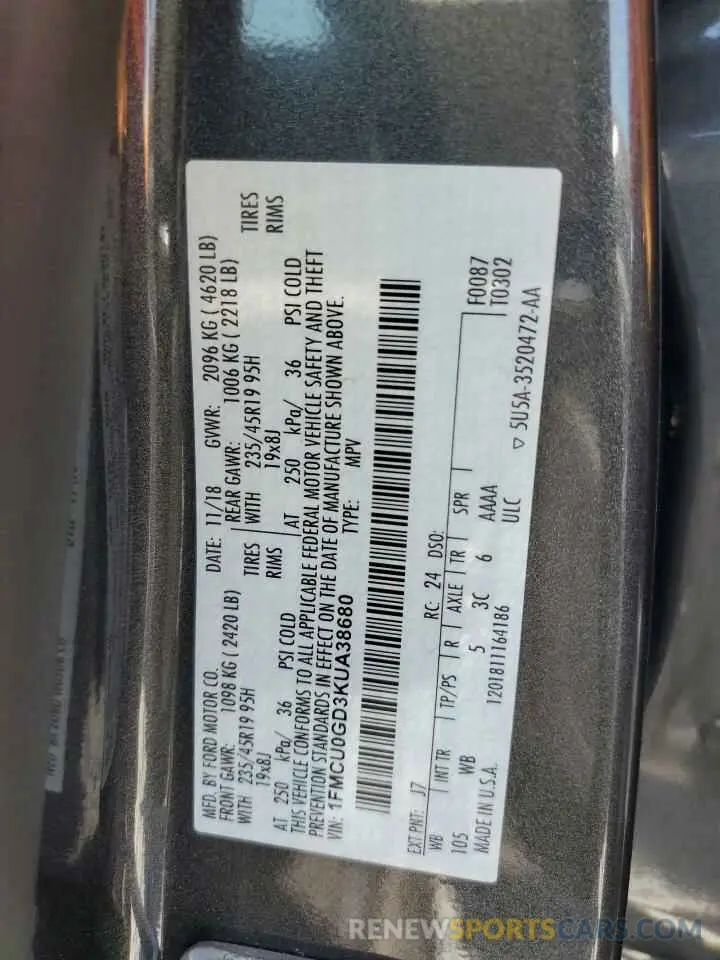 MFD. BY FORD MOTOR CO.
DATE: 11/18 GVWR: 2096 KG ( 4620 LB)
FRONT GAWR: 1098 KG ( 2420 LB)
REAR GAWR: 1006 KG ( 2218 LB)
WITH 235/45R19 95H TIRES
WITH 235/45R19 95H TIRES
19x8J RIMS
19x8J RIMS
AT 250 kPa/ 36 PSI COLD
AT 250 kPa/ 36 PSI COLD
THIS VEHICLE CONFORMS TO ALL APPLICABLE FEDERAL MOTOR VEHICLE SAFETY AND THEFT
PREVENTION STANDARDS IN EFFECT ON THE DATE OF MANUFACTURE SHOWN ABOVE.
VIN: 1FMCU0GD3KUA38680
TYPE: MPV
EXT PNT: J7 RC: 24 DSO:
WB INT TR TP/PS R AXLE TR SPR
F0087
T0302
105 WB 5 3C 6 AAAA
MADE IN U.S.A. 1201811164186 ULC
5U5A-3520472-AA
RENEWSPORTSCARS.COM